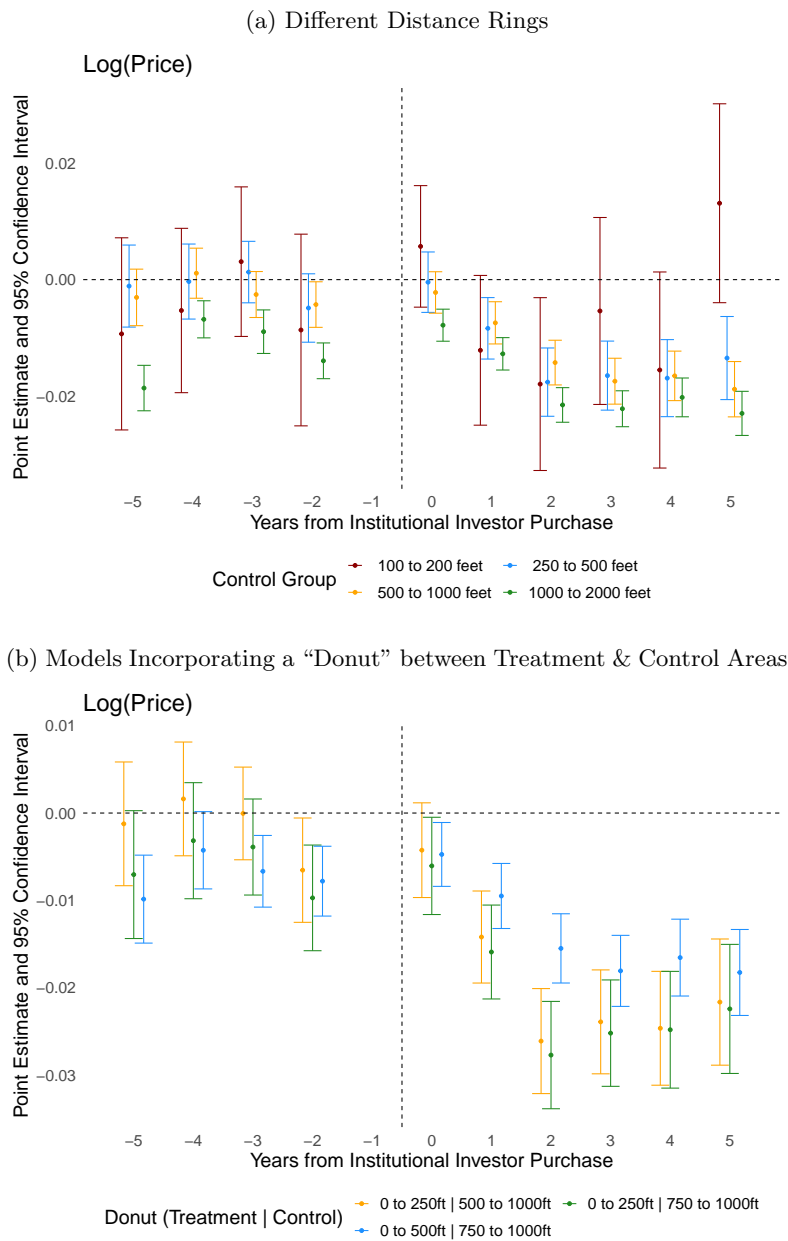 (a) Different Distance Rings
Log(Price)
Point Estimate and 95% Confidence Interval
0.02
0.00
−0.02
−5 −4 −3 −2 −1 0 1 2 3 4 5
Years from Institutional Investor Purchase
Control Group
100 to 200 feet 250 to 500 feet
500 to 1000 feet 1000 to 2000 feet
(b) Models Incorporating a “Donut” between Treatment & Control Areas
Log(Price)
Point Estimate and 95% Confidence Interval
0.01
0.00
−0.01
−0.02
−0.03
−5 −4 −3 −2 −1 0 1 2 3 4 5
Years from Institutional Investor Purchase
Donut (Treatment | Control)
0 to 250ft | 500 to 1000ft 0 to 250ft | 750 to 1000ft
0 to 500ft | 750 to 1000ft